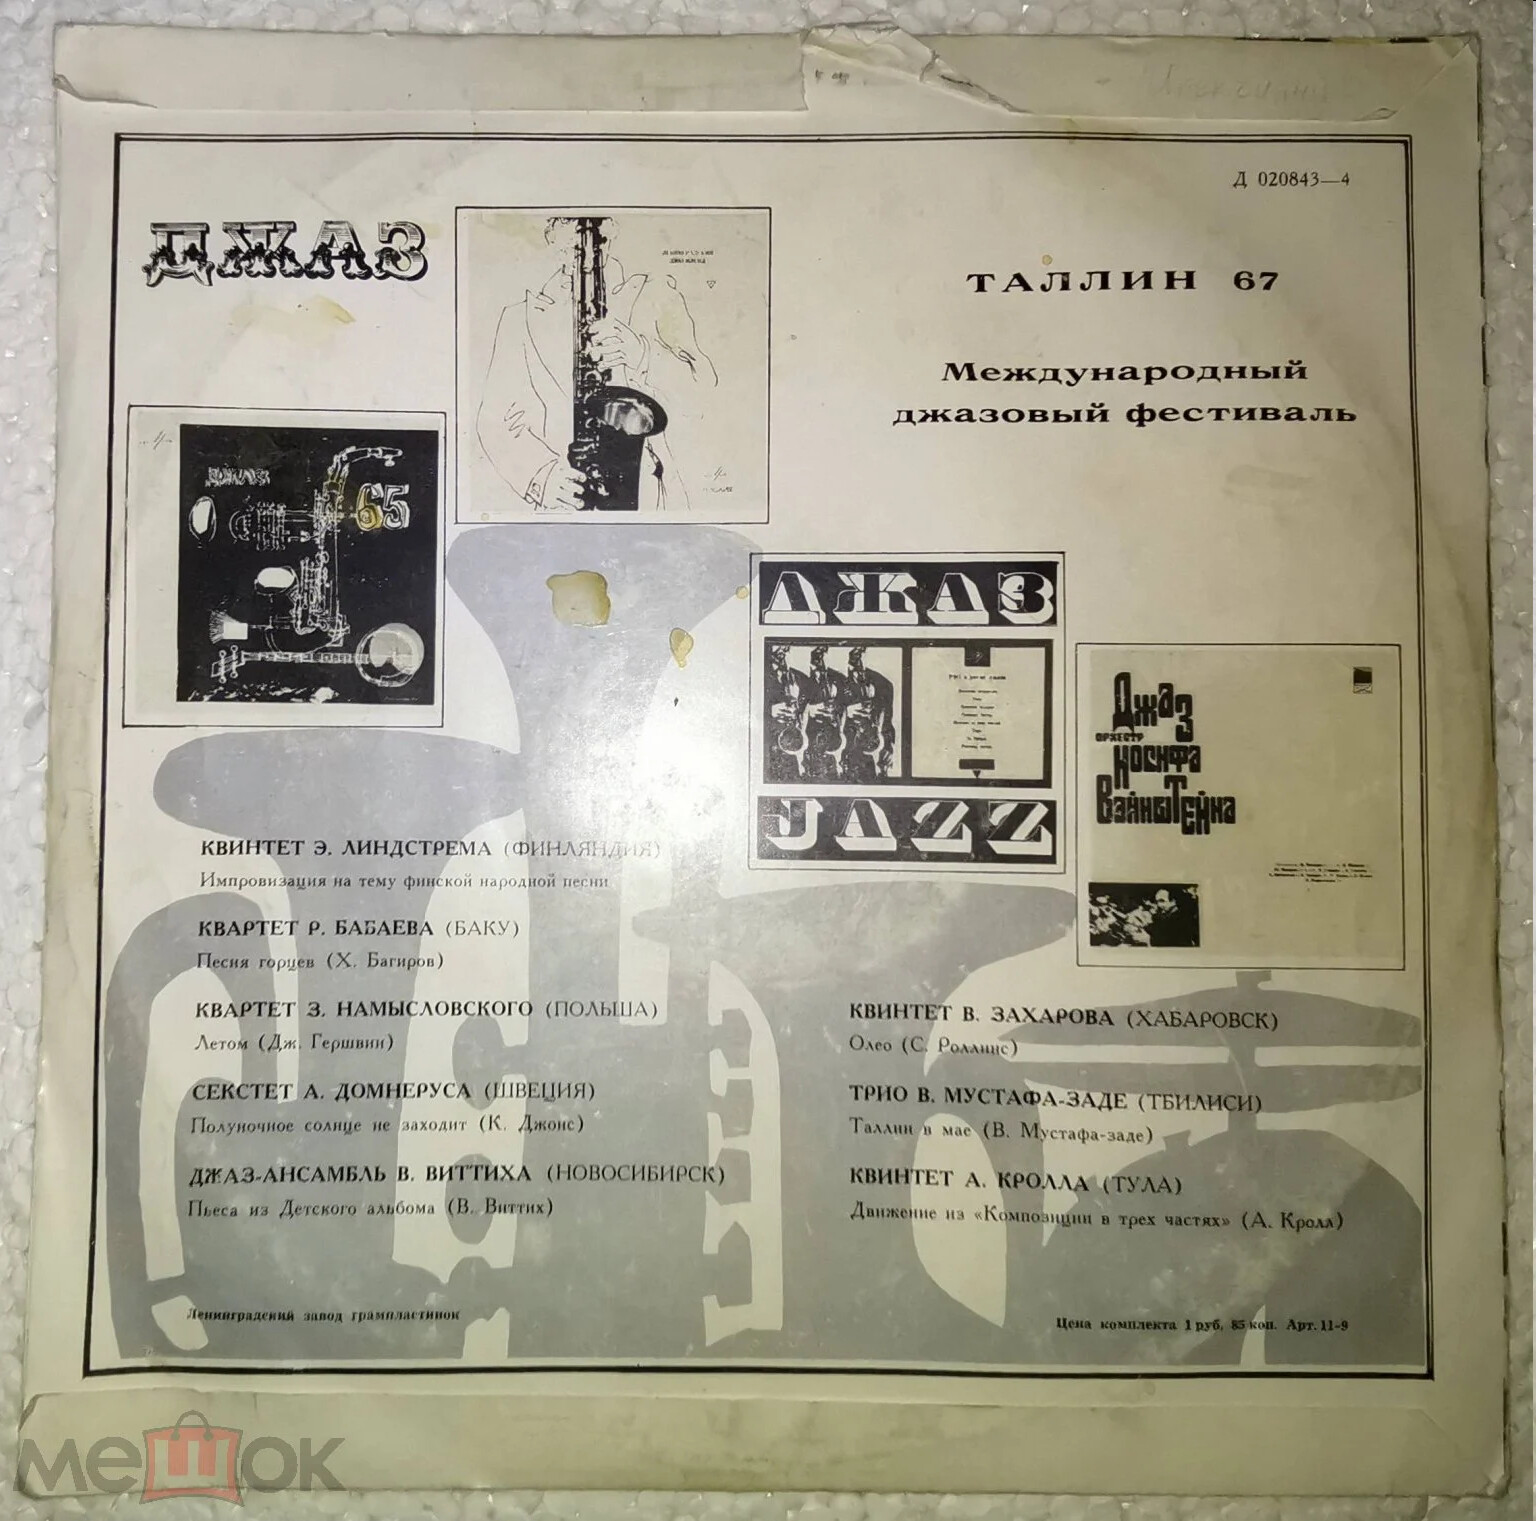 Д 020843—4
ДЖАЗ
ТАЛЛИН 67
Международный
джазовый фестиваль
65
ДЖАЗ
JAZZ
Джаз
оркестр
Иосифа
Вайнштейна
КВИНТЕТ Э. ЛИНДСТРЕМА (ФИНЛЯНДИЯ)
Импровизация на тему финской народной песни
КВАРТЕТ Р. БАБАЕВА (БАКУ)
Песня горцев (Х. Багиров)
КВАРТЕТ З. НАМЫСЛОВСКОГО (ПОЛЬША)
Летом (Дж. Гершвин)
СЕКСТЕТ А. ДОМНЕРУСА (ШВЕЦИЯ)
Полуночное солнце не заходит (К. Джонс)
ДЖАЗ-АНСАМБЛЬ В. ВИТТИХА (НОВОСИБИРСК)
Пьеса из Детского альбома (В. Виттих)
КВИНТЕТ В. ЗАХАРОВА (ХАБАРОВСК)
Олео (С. Роллинс)
ТРИО В. МУСТАФА-ЗАДЕ (ТБИЛИСИ)
Таллин в мае (В. Мустафа-заде)
КВИНТЕТ А. КРОЛЛА (ТУЛА)
Движение из «Композиции в трех частях» (А. Кролл)
Ленинградский завод грампластинок
Цена комплекта 1 руб, 85 коп. Арт. 11-9
мешок